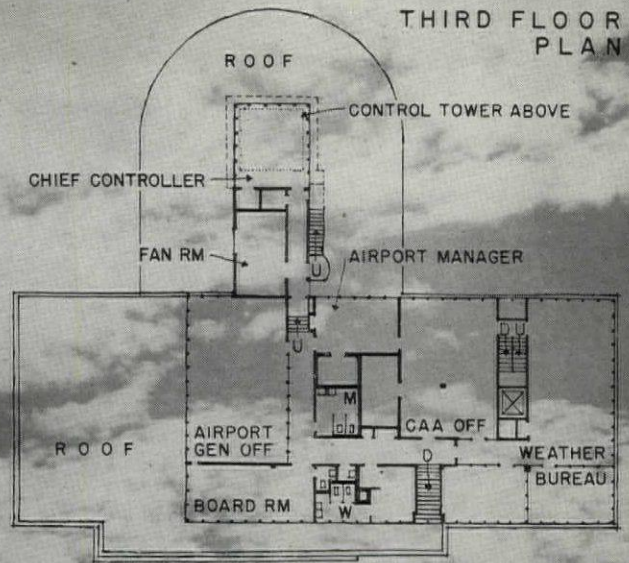 THIRD FLOOR
PLAN
ROOF
CONTROL TOWER ABOVE
CHIEF CONTROLLER
FAN RM
U
AIRPORT MANAGER
U
D U
M
AIRPORT
GEN OFF
CAA OFF
D
WEATHER
BUREAU
ROOF
BOARD RM
W